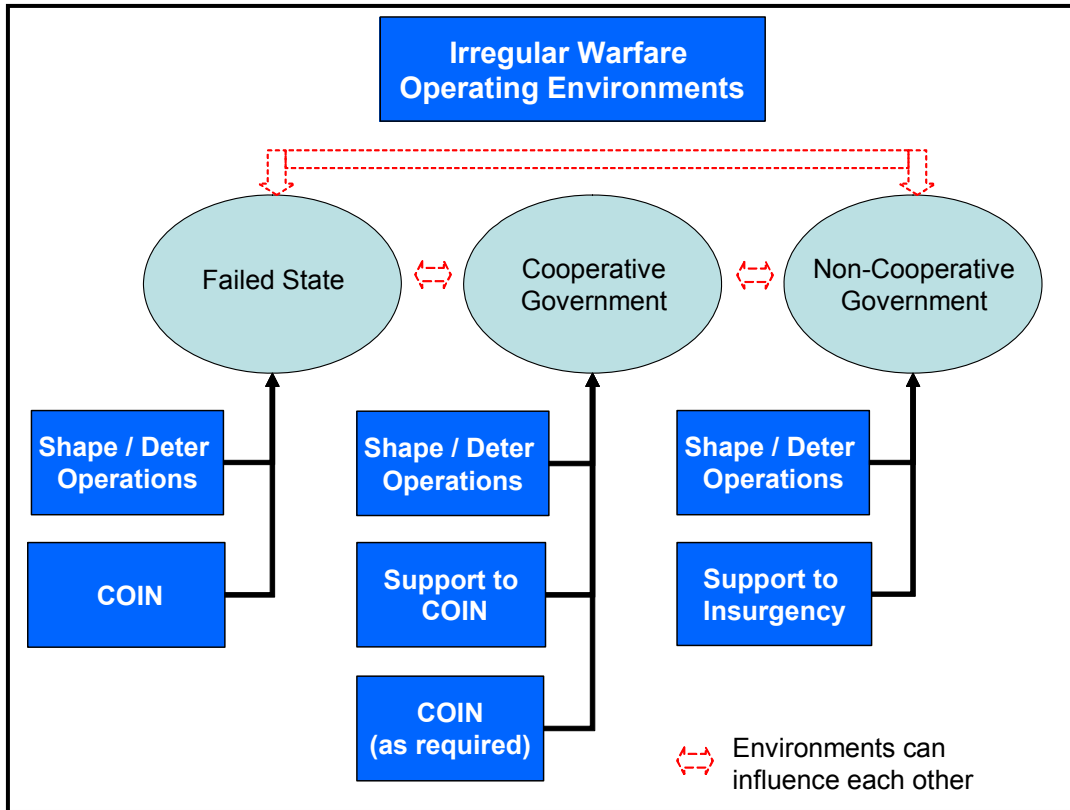 Irregular Warfare
Operating Environments
Failed State
Cooperative
Government
Non-Cooperative
Government
Shape / Deter
Operations
Shape / Deter
Operations
Shape / Deter
Operations
COIN
Support to
COIN
Support to
Insurgency
COIN
(as required)
Environments can
influence each other